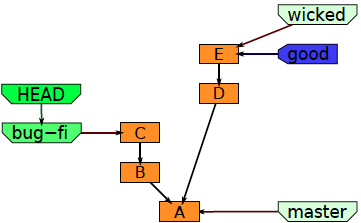 wicked
E
good
D
HEAD
bug-fi
C
B
A
master